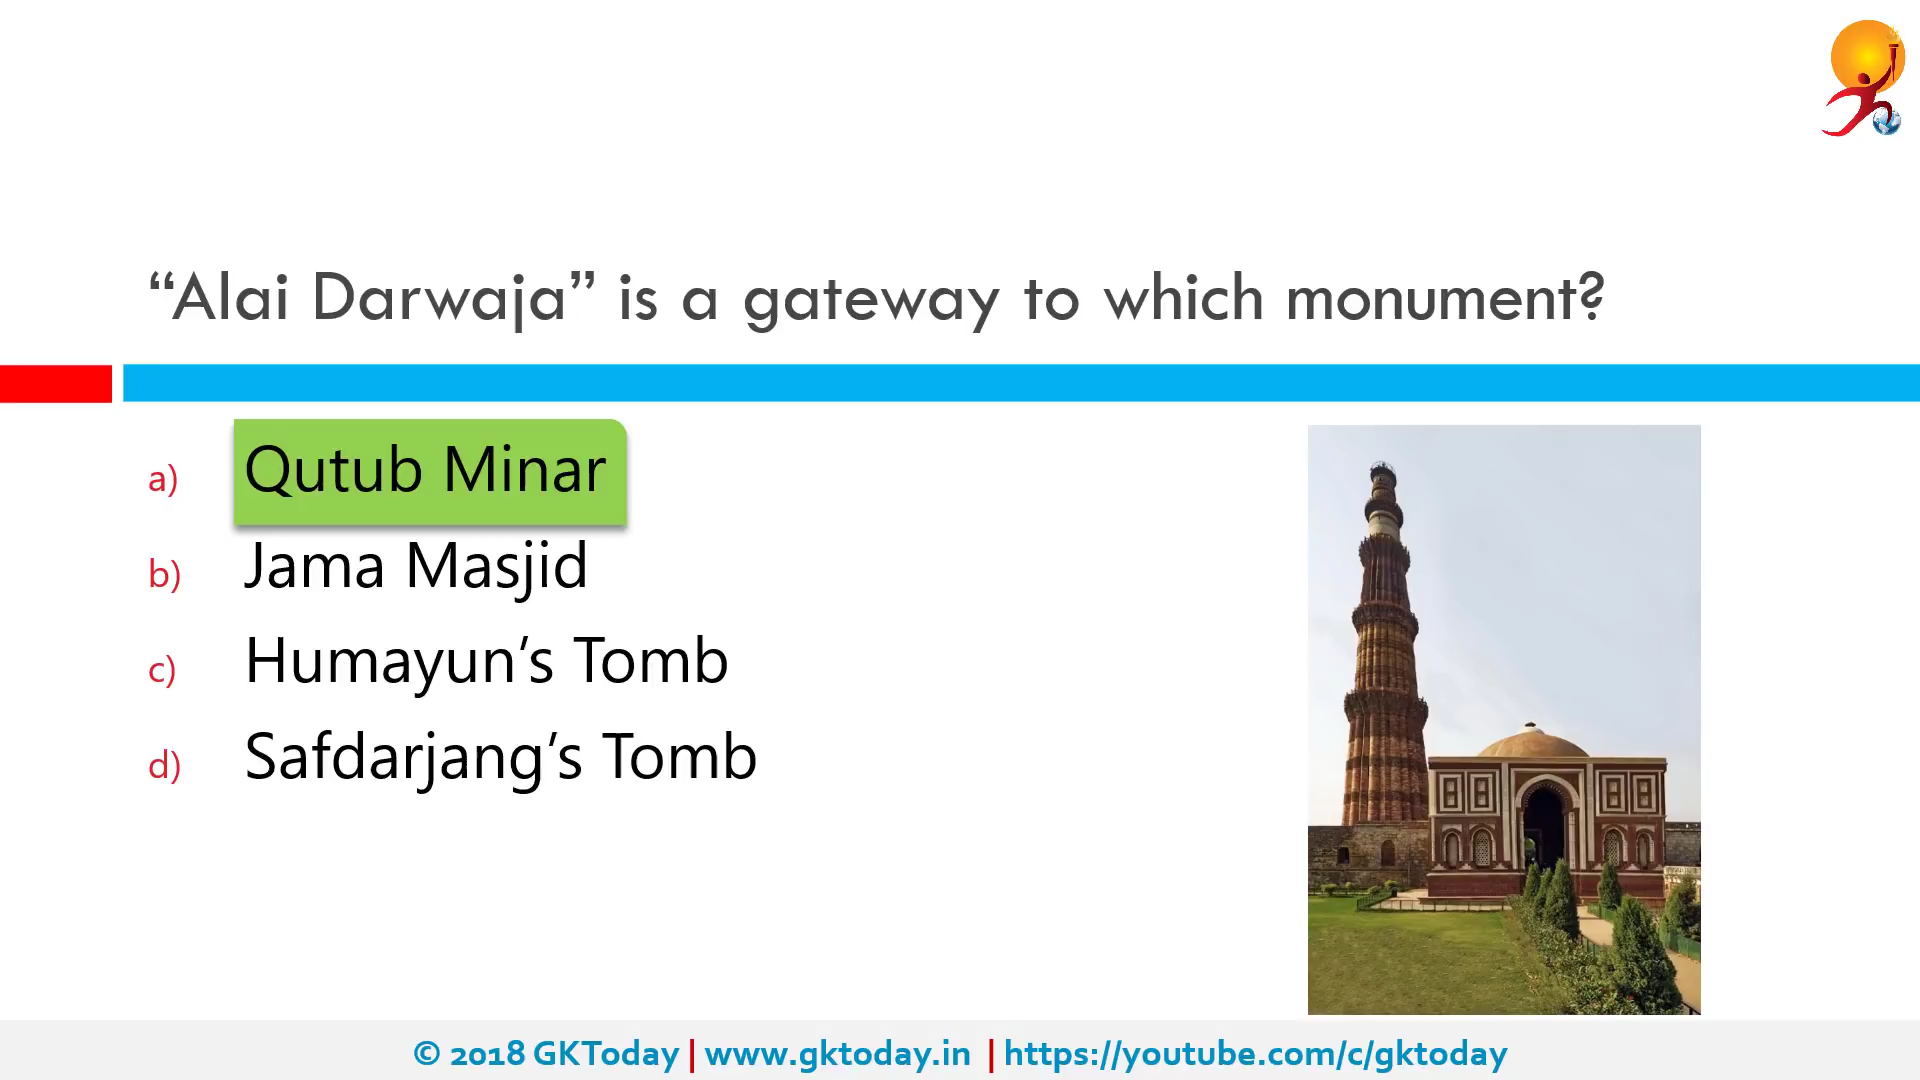 “Alai Darwaja” is a gateway to which monument?
a) Qutub Minar
b) Jama Masjid
c) Humayun’s Tomb
d) Safdarjang’s Tomb
© 2018 GKToday | www.gktoday.in | https://youtube.com/c/gktoday